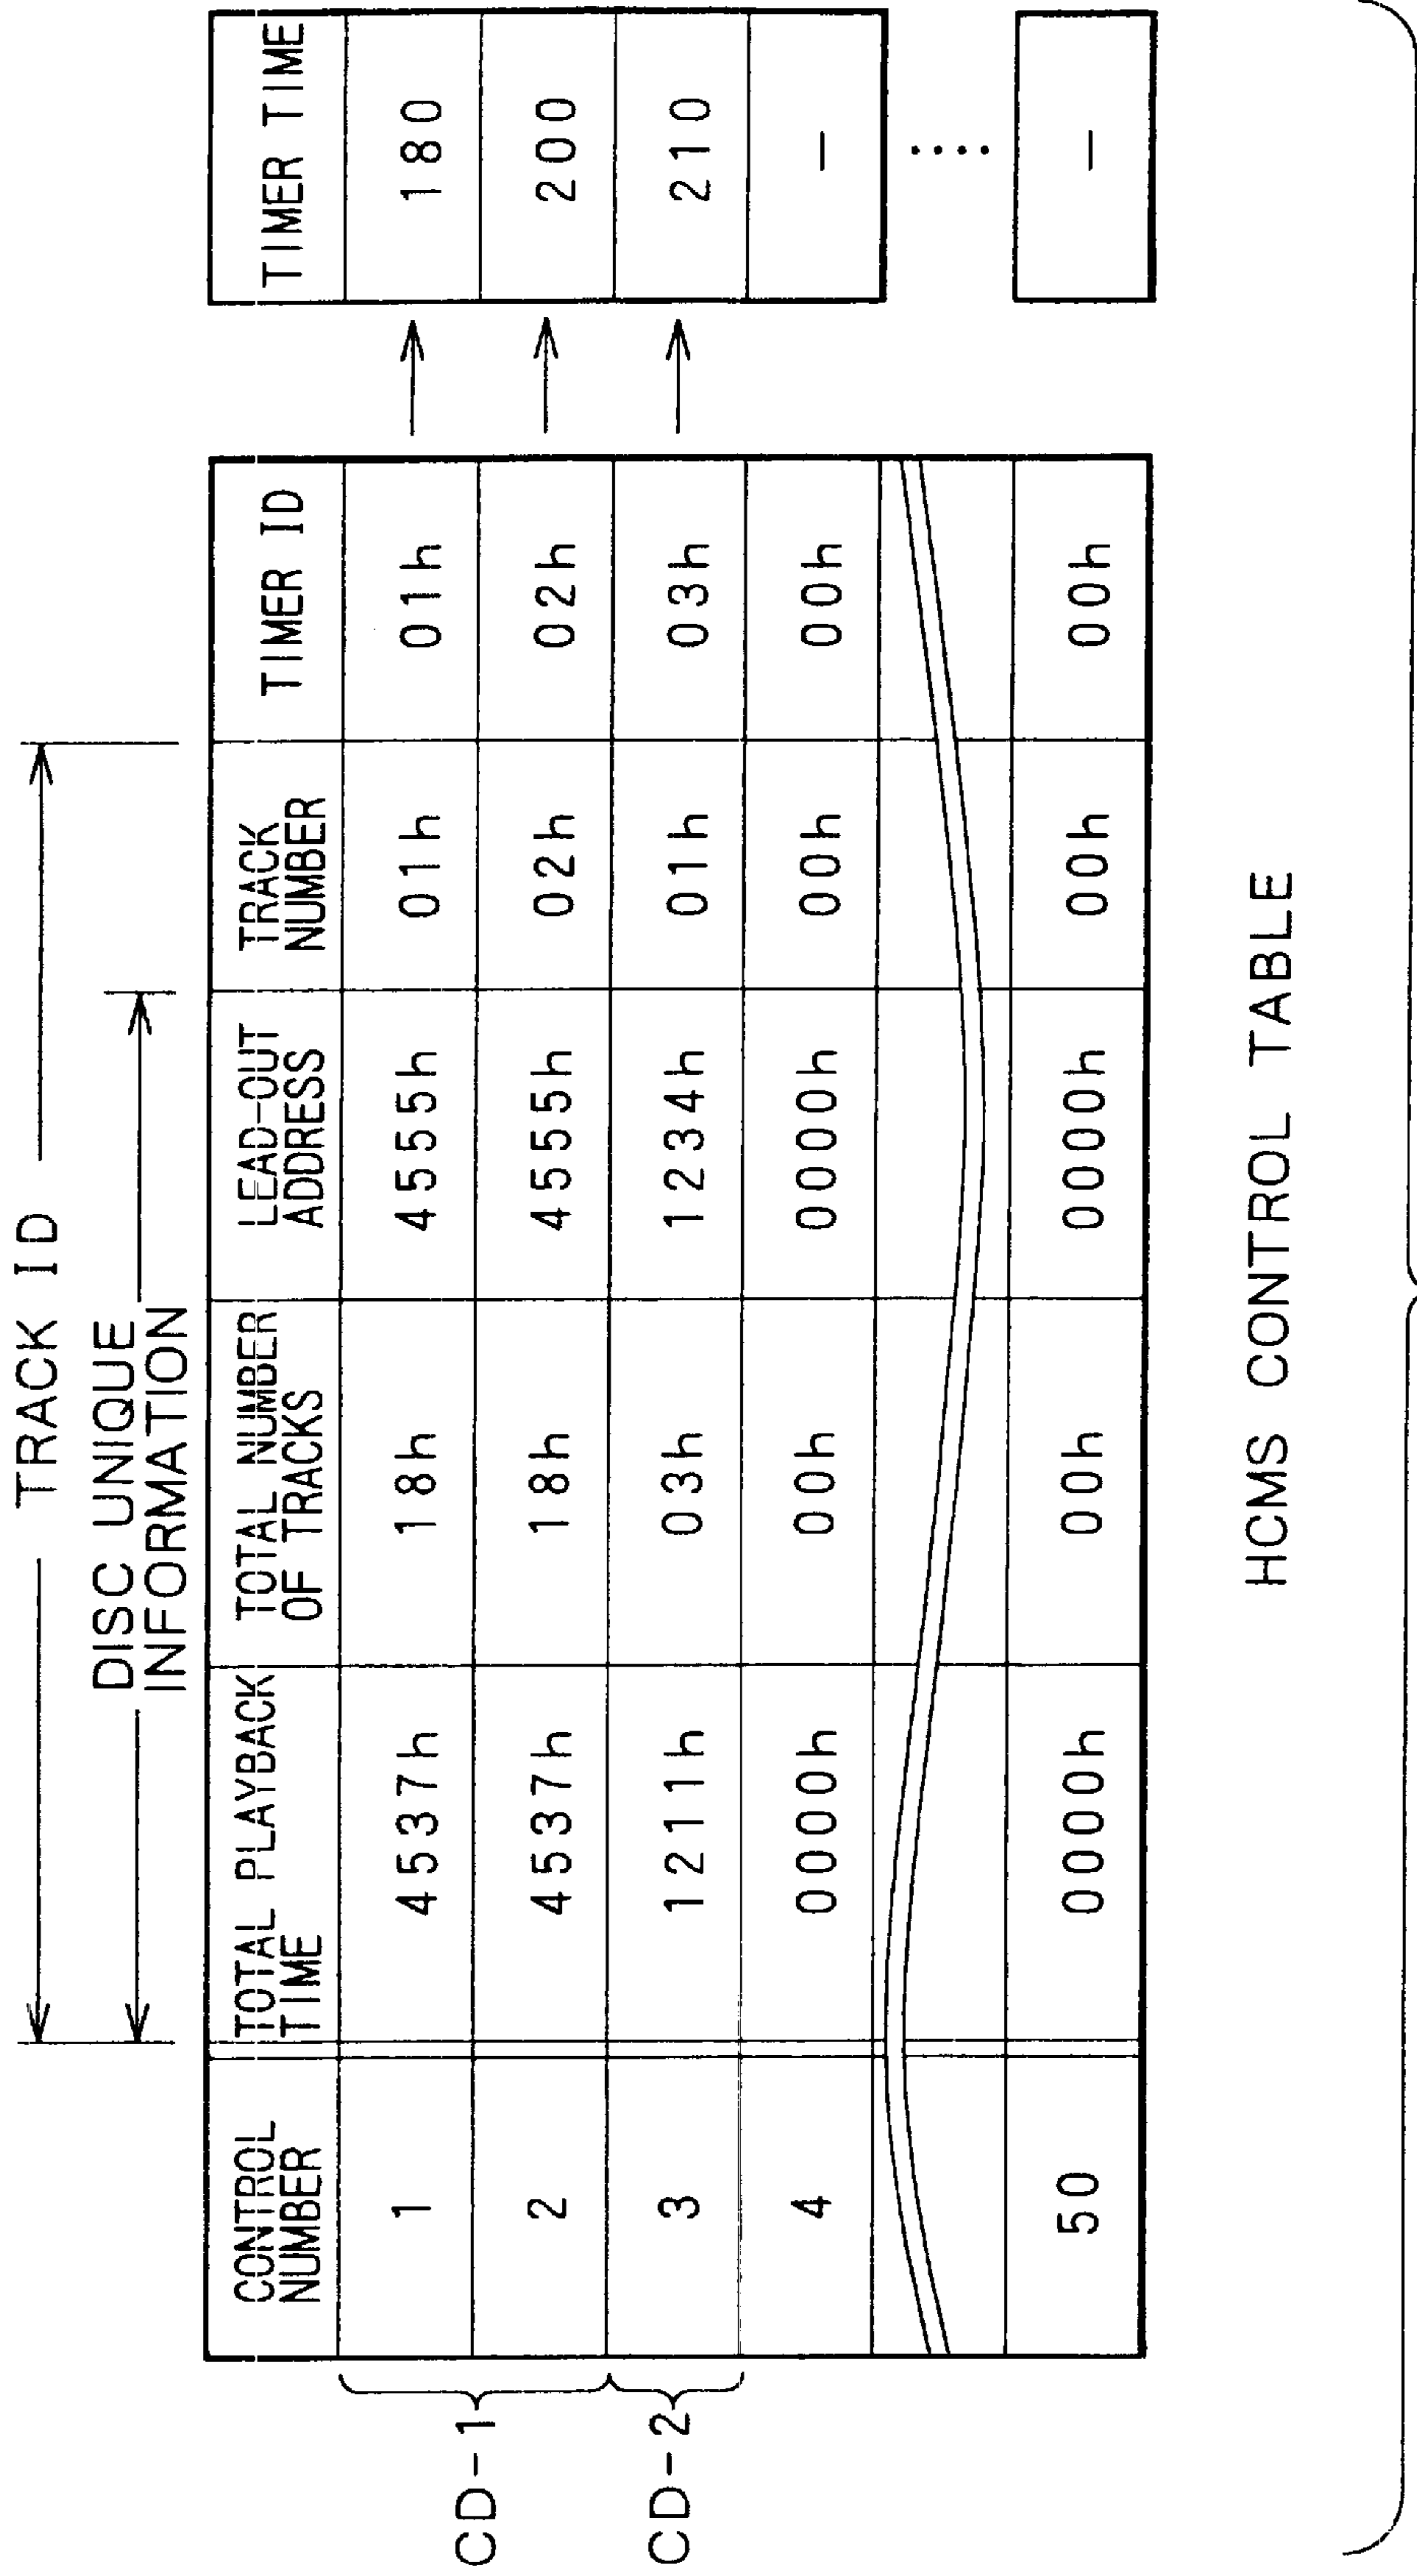 TRACK ID
DISC UNIQUE
INFORMATION
CONTROL
NUMBER
TOTAL PLAYBACK
TIME
TOTAL NUMBER
OF TRACKS
LEAD-OUT
ADDRESS
TRACK
NUMBER
TIMER ID
TIMER TIME
CD-1
1 4537h 18h 4555h 01h 01h 180
2 4537h 18h 4555h 02h 02h 200
CD-2
3 1211h 03h 1234h 01h 03h 210
4 0000h 00h 0000h 00h 00h –
50 0000h 00h 0000h 00h 00h –
HCMS CONTROL TABLE